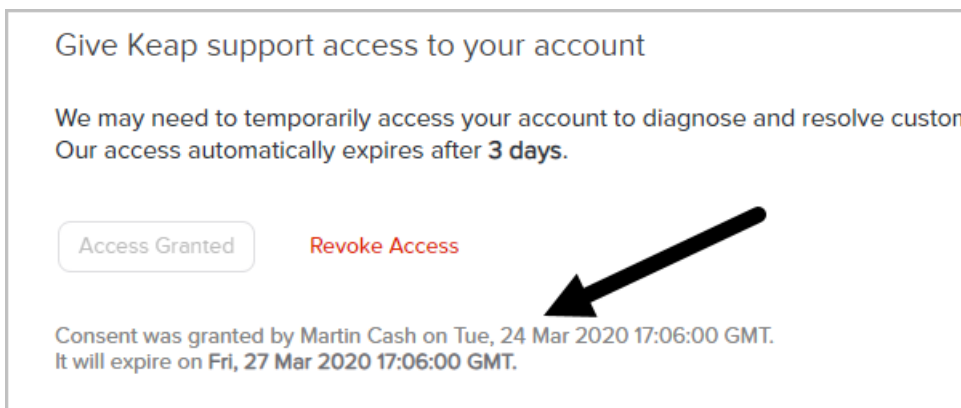 Give Keap support access to your account
We may need to temporarily access your account to diagnose and resolve
Our access automatically expires after 3 days.
Access Granted Revoke Access
Consent was granted by Martin Cash on Tue, 24 Mar 2020 17:06:00 GMT.
It will expire on Fri, 27 Mar 2020 17:06:00 GMT.